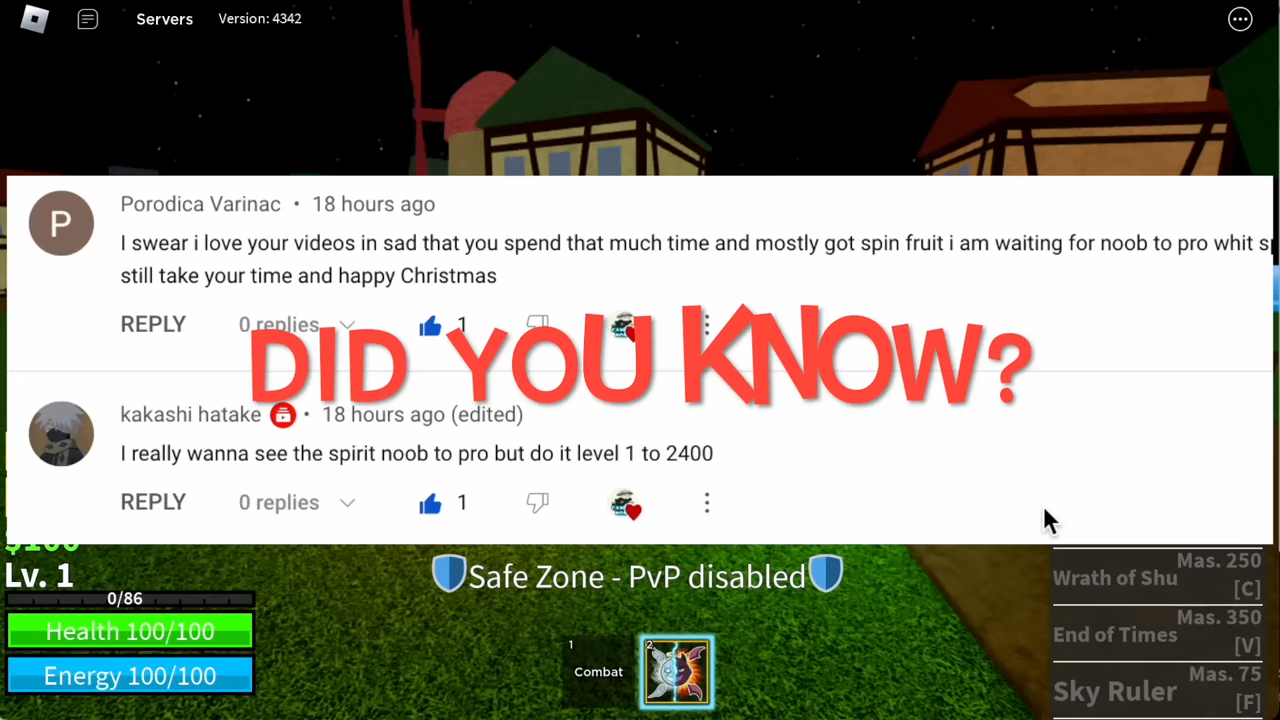 Servers Version: 4342
Porodica Varinac • 18 hours ago
I swear i love your videos in sad that you spend that much time and mostly got spin fruit i am waiting for noob to pro whit
still take your time and happy Christmas
REPLY 0 replies 1
DID YOU KNOW?
P
kakashi hatake • 18 hours ago (edited)
I really wanna see the spirit noob to pro but do it level 1 to 2400
REPLY 0 replies 1
$100
Lv. 1
0/86
Health 100/100
Energy 100/100
Safe Zone - PvP disabled
1
Combat
2
Mas. 250
Wrath of Shu
[C]
Mas. 350
End of Times
[V]
Mas. 75
Sky Ruler
[F]